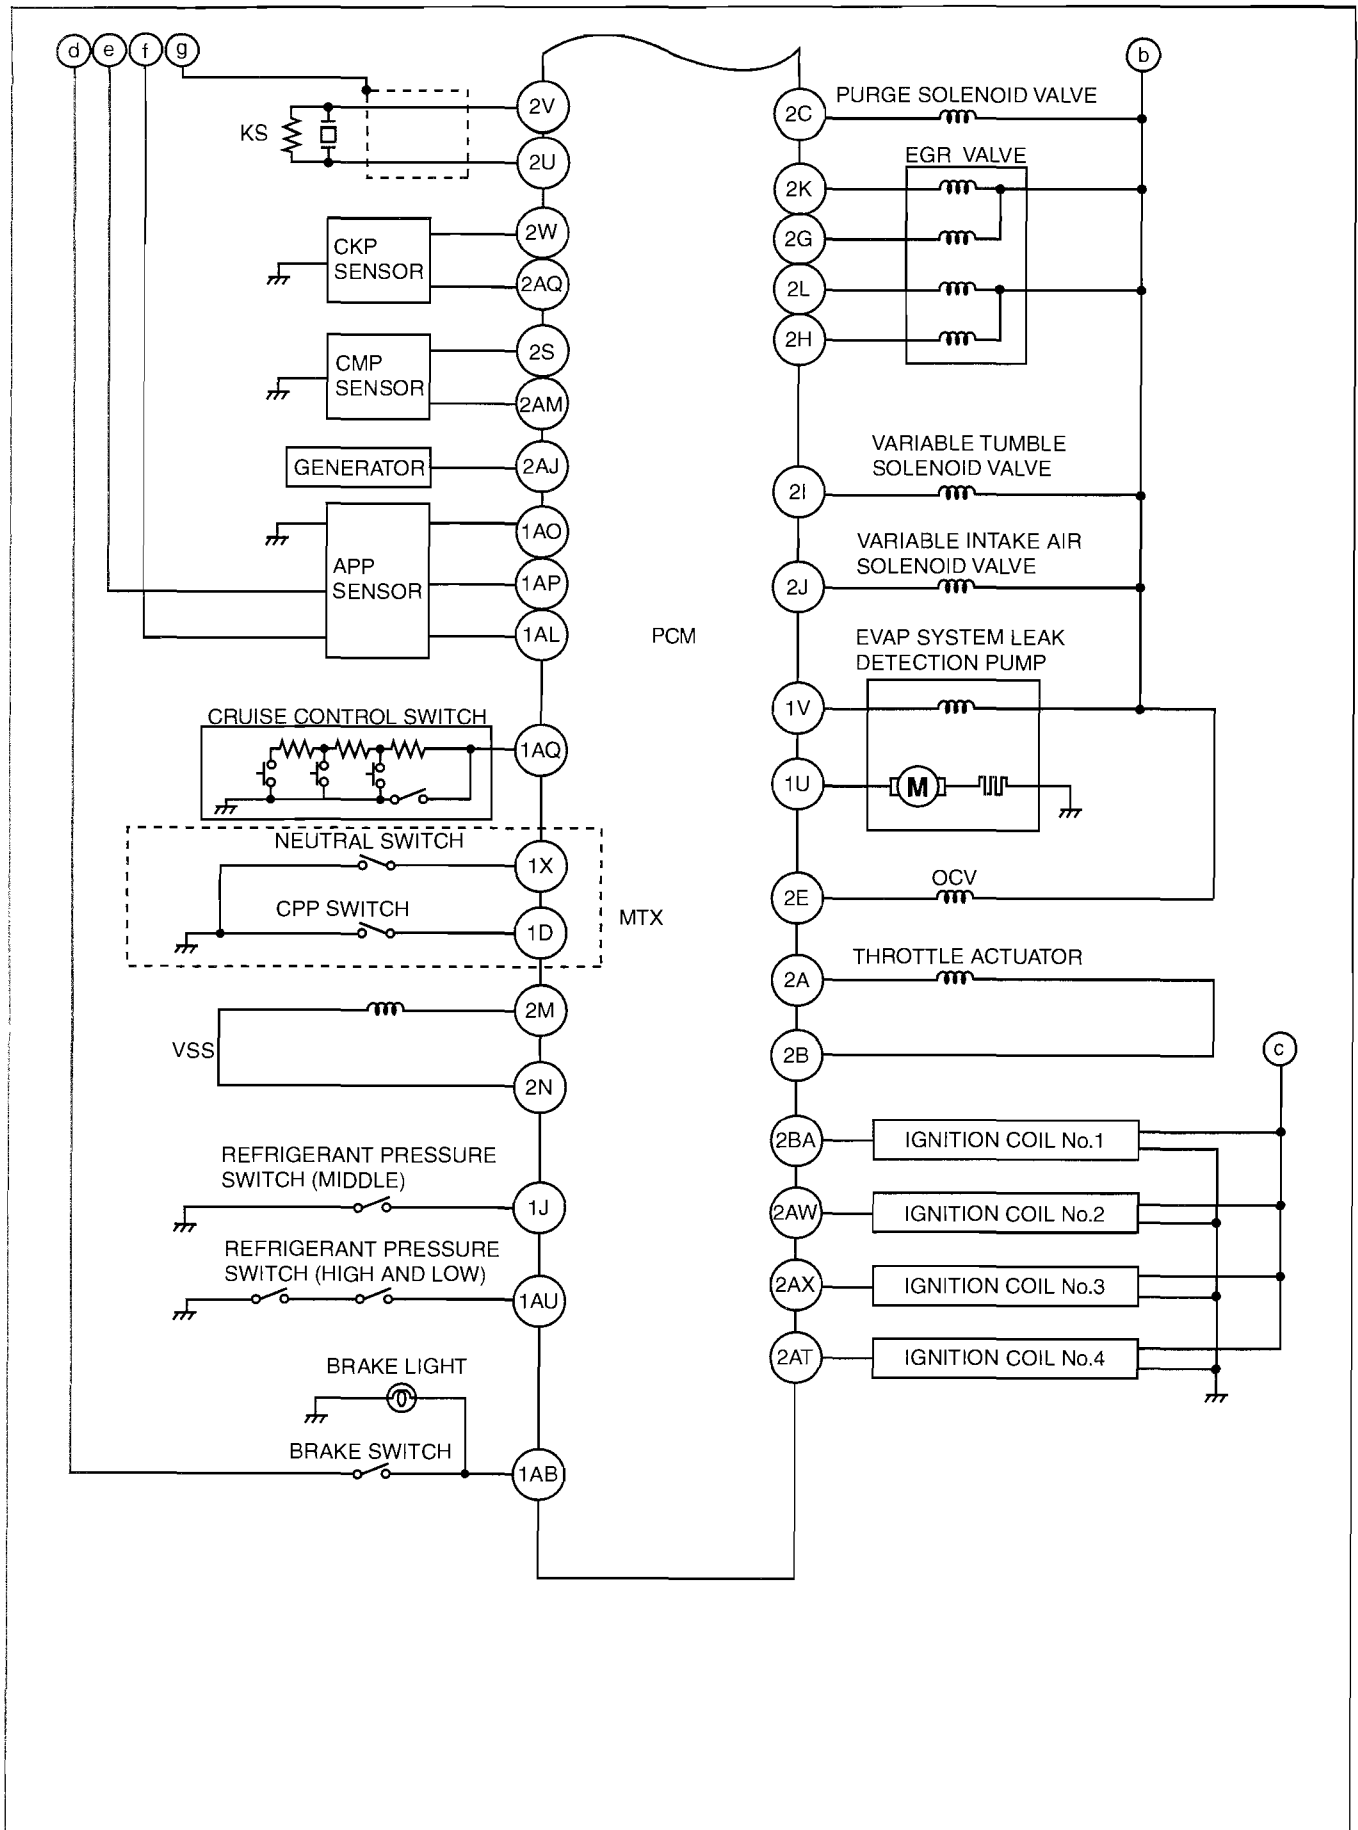 d e f g
b
2V
KS
2U
2W
CKP
SENSOR
2AQ
2S
CMP
SENSOR
2AM
GENERATOR
2AJ
1AO
APP
SENSOR
1AP
1AL
CRUISE CONTROL SWITCH
1AQ
NEUTRAL SWITCH
1X
CPP SWITCH
1D
MTX
2M
VSS
2N
REFRIGERANT PRESSURE
SWITCH (MIDDLE)
1J
REFRIGERANT PRESSURE
SWITCH (HIGH AND LOW)
1AU
BRAKE LIGHT
BRAKE SWITCH
1AB
PCM
2C
PURGE SOLENOID VALVE
EGR VALVE
2K
2G
2L
2H
VARIABLE TUMBLE
SOLENOID VALVE
2I
VARIABLE INTAKE AIR
SOLENOID VALVE
2J
EVAP SYSTEM LEAK
DETECTION PUMP
1V
1U
M
OCV
2E
THROTTLE ACTUATOR
2A
2B
c
2BA
IGNITION COIL No.1
2AW
IGNITION COIL No.2
2AX
IGNITION COIL No.3
2AT
IGNITION COIL No.4